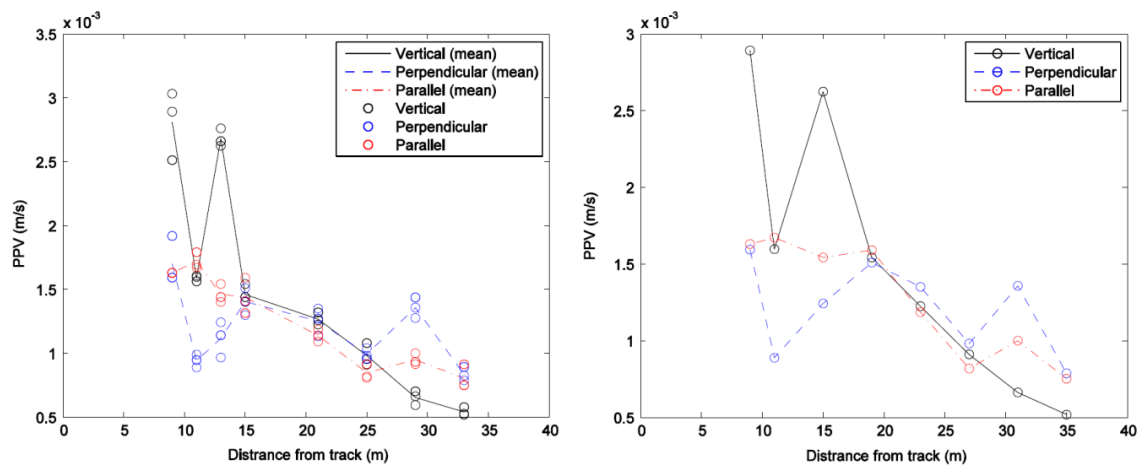 x 10⁻³
3.5
3
2.5
2
1.5
1
0.5
0
5
10
15
20
25
30
35
40
PPV (m/s)
Distrance from track (m)
Vertical (mean)
Perpendicular (mean)
Parallel (mean)
Vertical
Perpendicular
Parallel
x 10⁻³
3
2.5
2
1.5
1
0.5
0
5
10
15
20
25
30
35
40
PPV (m/s)
Distrance from track (m)
Vertical
Perpendicular
Parallel